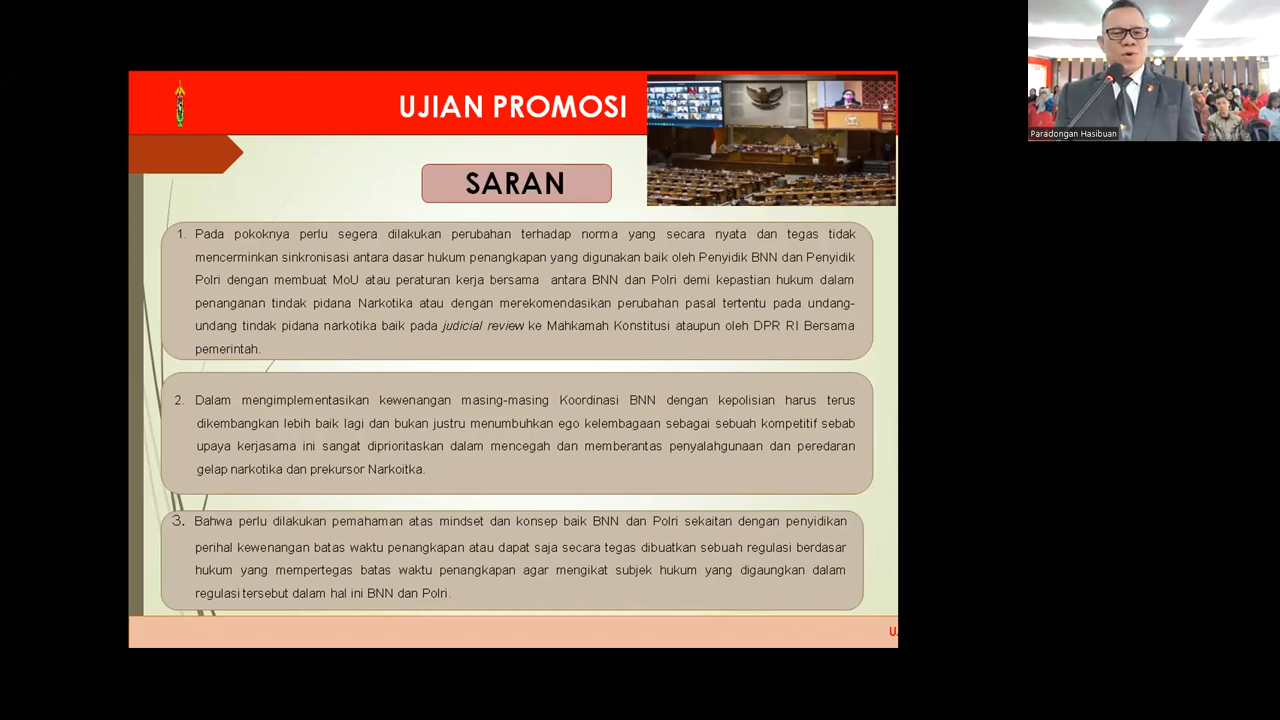 UJIAN PROMOSI
Paradongan Hasibuan
SARAN
1. Pada pokoknya perlu segera dilakukan perubahan terhadap norma yang secara nyata dan tegas tidak
mencerminkan sinkronisasi antara dasar hukum penangkapan yang digunakan baik oleh Penyidik BNN dan Penyidik
Polri dengan membuat MoU atau peraturan kerja bersama antara BNN dan Polri demi kepastian hukum dalam
penanganan tindak pidana Narkotika atau dengan merekomendasikan perubahan pasal tertentu pada undang-
undang tindak pidana narkotika baik pada judicial review ke Mahkamah Konstitusi ataupun oleh DPR RI Bersama
pemerintah.
2. Dalam mengimplementasikan kewenangan masing-masing Koordinasi BNN dengan kepolisian harus terus
dikembangkan lebih baik lagi dan bukan justru menumbuhkan ego kelembagaan sebagai sebuah kompetitif sebab
upaya kerjasama ini sangat diprioritaskan dalam mencegah dan memberantas penyalahgunaan dan peredaran
gelap narkotika dan prekursor Narkoitka.
3. Bahwa perlu dilakukan pemahaman atas mindset dan konsep baik BNN dan Polri sekaitan dengan penyidikan
perihal kewenangan batas waktu penangkapan atau dapat saja secara tegas dibuatkan sebuah regulasi berdasar
hukum yang mempertegas batas waktu penangkapan agar mengikat subjek hukum yang digaungkan dalam
regulasi tersebut dalam hal ini BNN dan Polri.